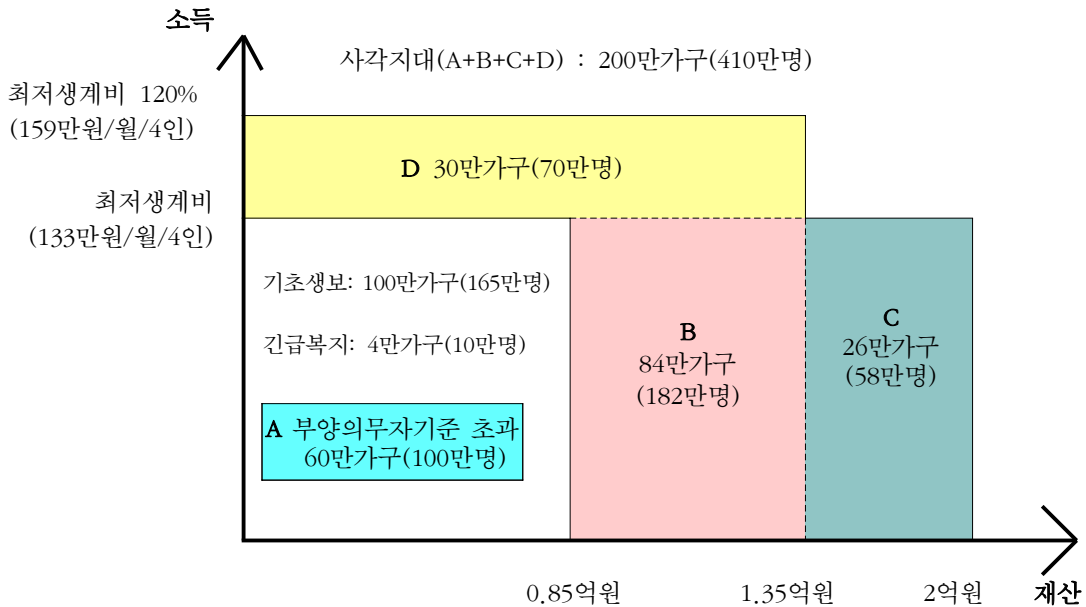 소득
사각지대(A+B+C+D) : 200만가구(410만명)
최저생계비 120%
(159만원/월/4인)
D 30만가구(70만명)
최저생계비
(133만원/월/4인)
기초생보: 100만가구(165만명)
긴급복지: 4만가구(10만명)
A 부양의무자기준 초과
60만가구(100만명)
B
84만가구
(182만명)
C
26만가구
(58만명)
0.85억원 1.35억원 2억원 재산